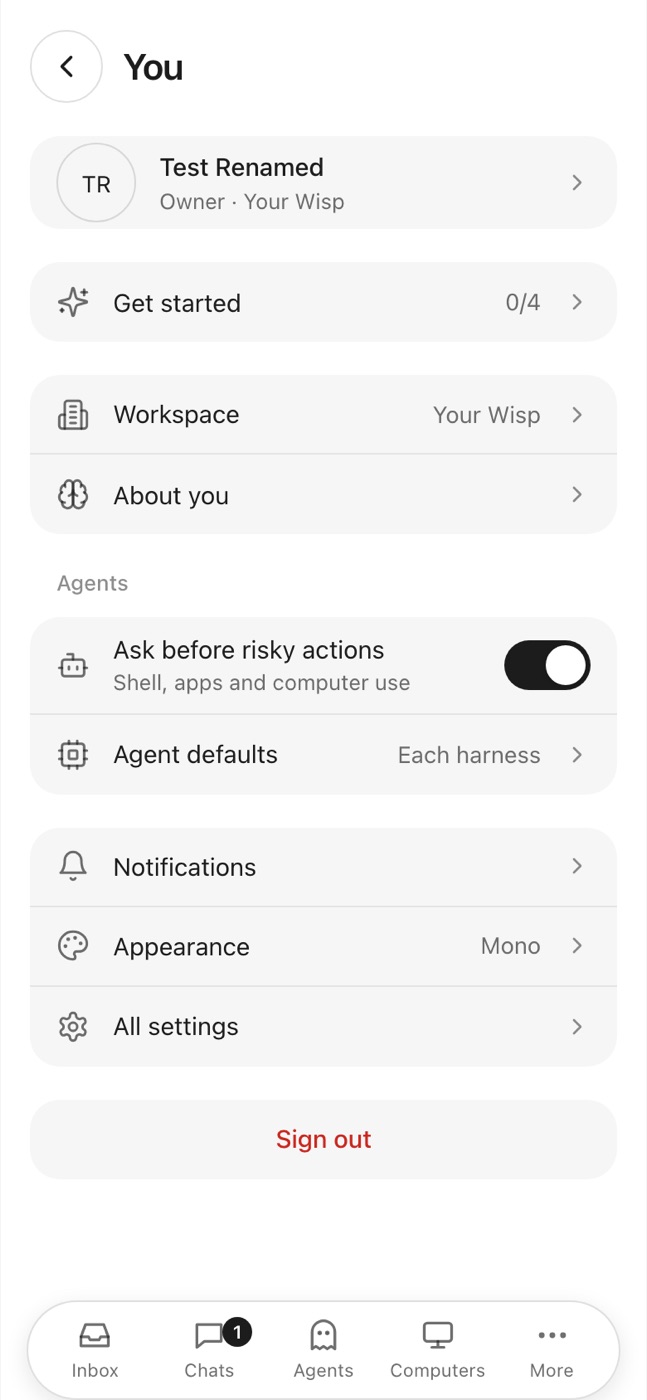 You
TR
Test Renamed
Owner · Your Wisp
Get started
0/4
Workspace
Your Wisp
About you
Agents
Ask before risky actions
Shell, apps and computer use
Agent defaults
Each harness
Notifications
Appearance
Mono
All settings
Sign out
1
Inbox
Chats
Agents
Computers
More